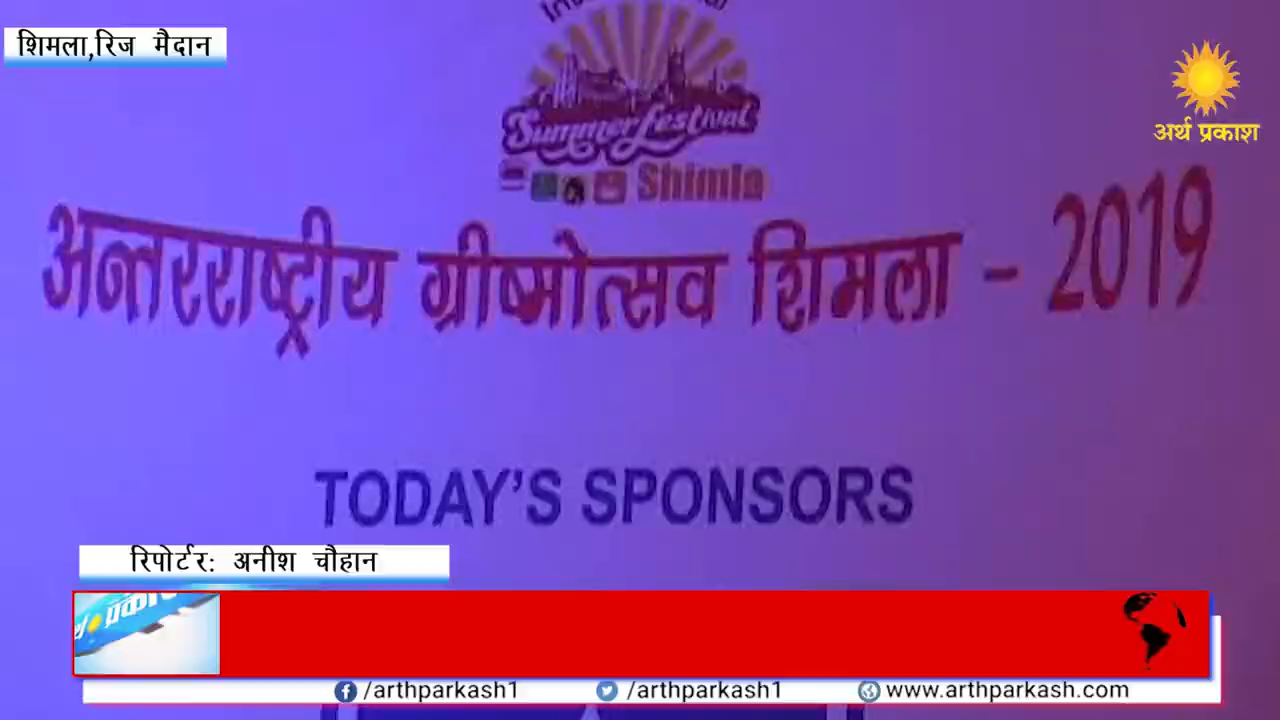 शिमला,रिज मैदान
अर्थ प्रकाश
Summer Festival
Shimla
अन्तरराष्ट्रीय ग्रीष्मोत्सव शिमला - 2019
TODAY'S SPONSORS
रिपोर्टर: अनीश चौहान
/arthparkash1 /arthparkash1 www.arthparkash.com